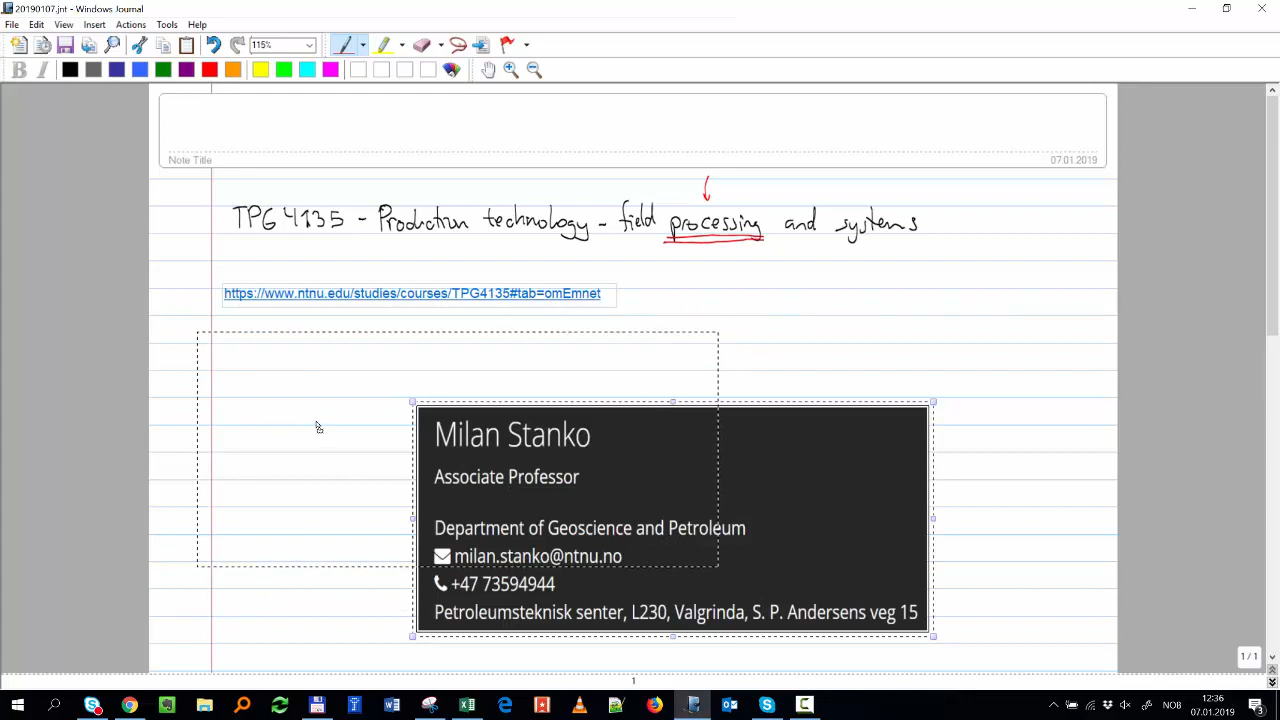 20190107.jnt - Windows Journal
File Edit View Insert Actions Tools Help
115%
B I
Note Title 07.01.2019
TPG 4135 - Production technology - field processing and systems
https://www.ntnu.edu/studies/courses/TPG4135#tab=omEmnet
Milan Stanko
Associate Professor
Department of Geoscience and Petroleum
milan.stanko@ntnu.no
+47 73594944
Petroleumsteknisk senter, L230, Valgrinda, S. P. Andersens veg 15
1 / 1
1
NOB
12:36
07.01.2019